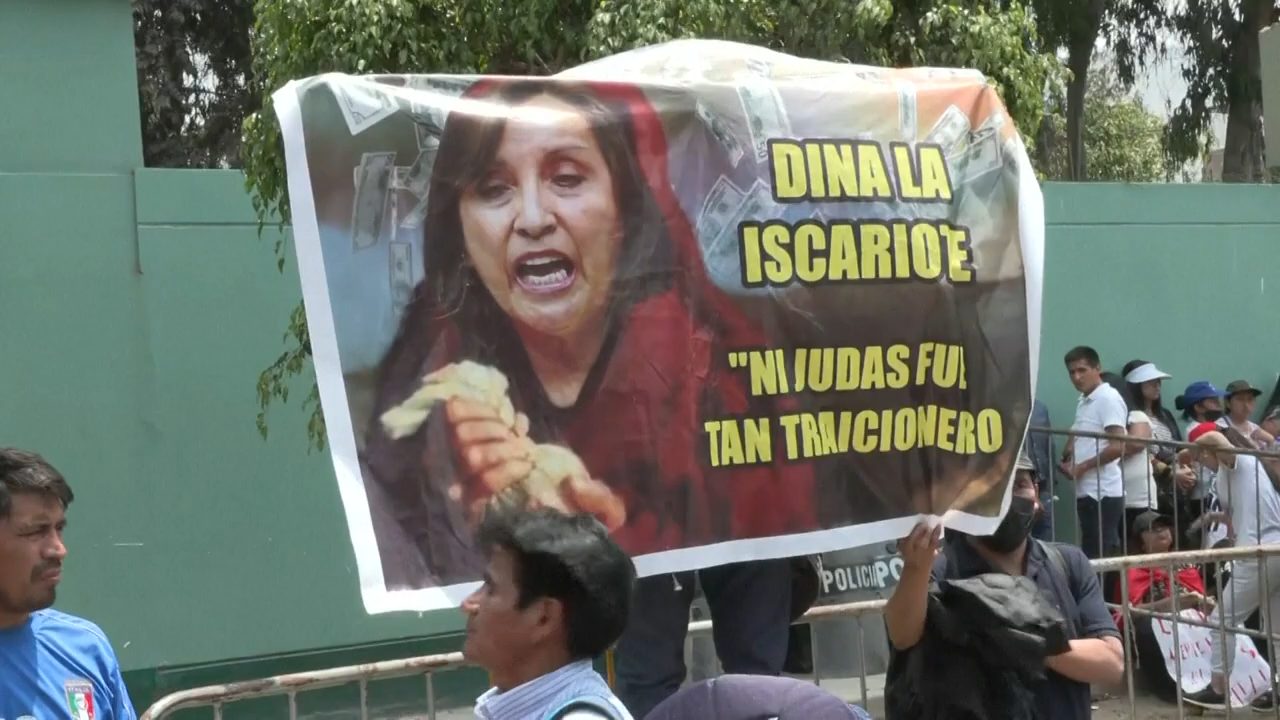 DINA LA
ISCARIOTE
"NI JUDAS FUE
TAN TRAICIONERO
POLICIA